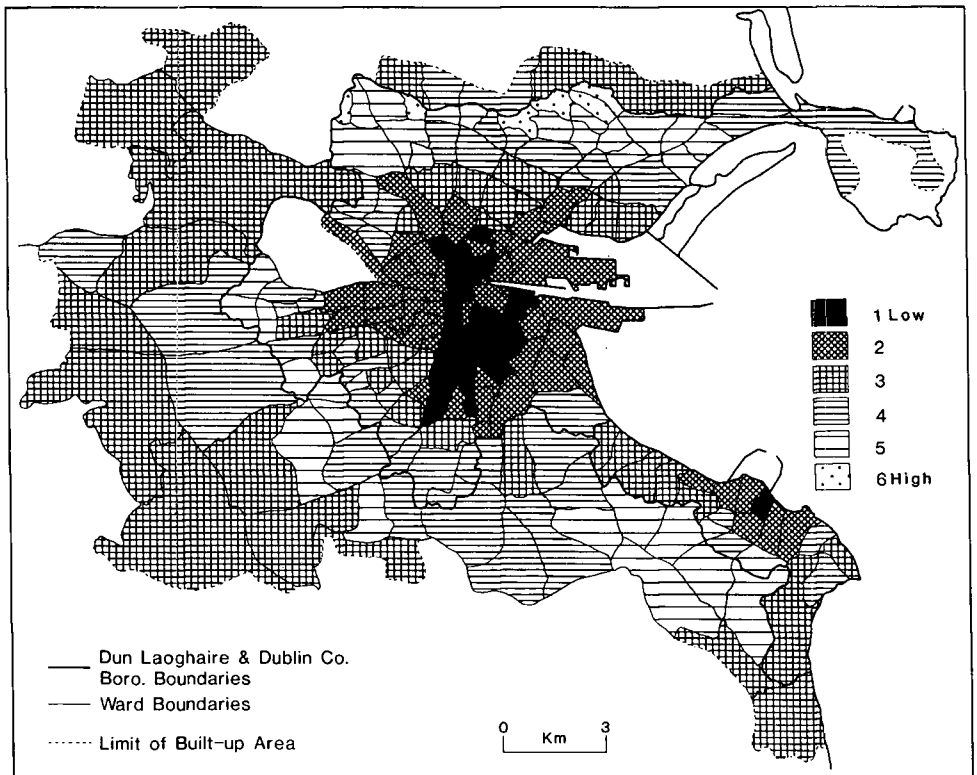 1 Low
2
3
4
5
6 High
Dun Laoghaire & Dublin Co.
Boro. Boundaries
Ward Boundaries
Limit of Built-up Area
0 3
Km